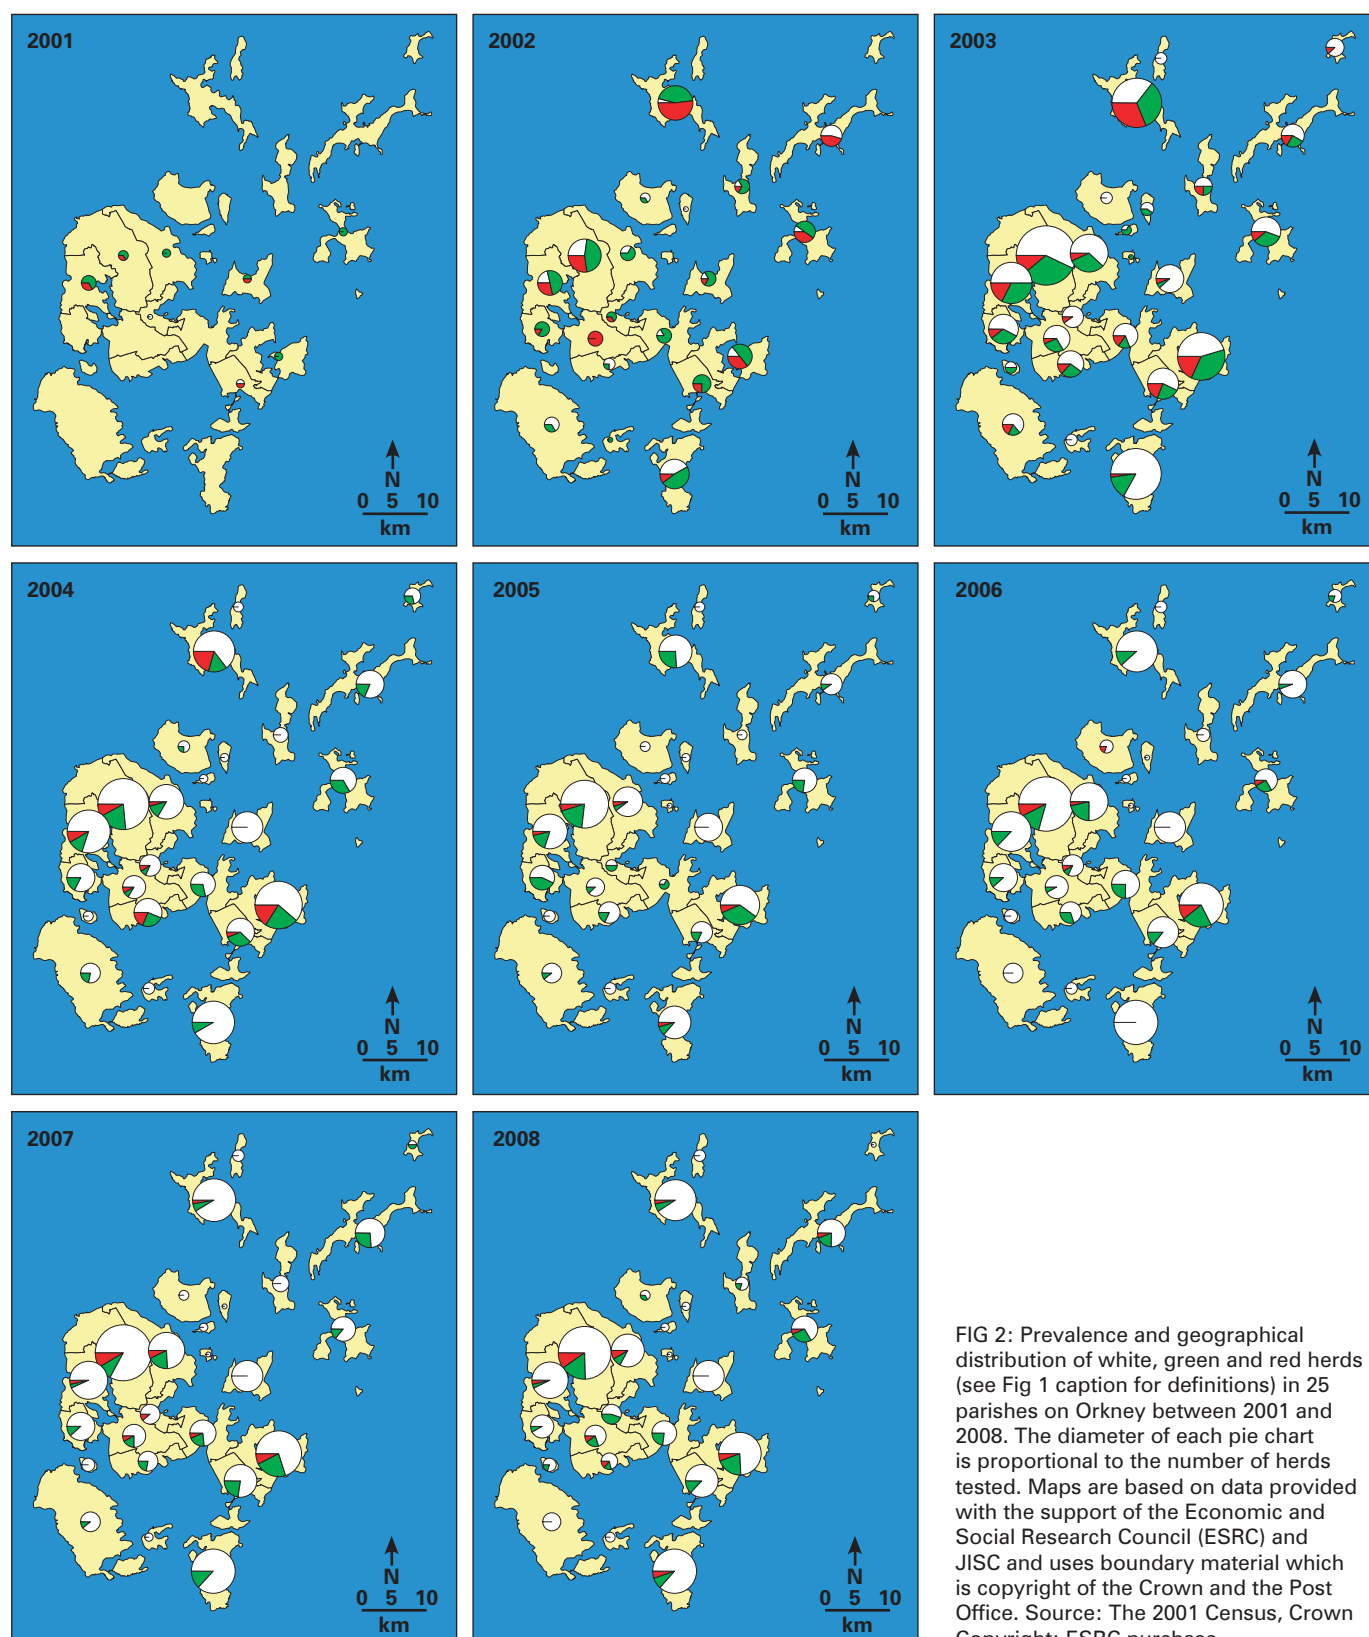 2001
N
0 5 10
km
2002
N
0 5 10
km
2003
N
0 5 10
km
2004
N
0 5 10
km
2005
N
0 5 10
km
2006
N
0 5 10
km
2007
N
0 5 10
km
2008
N
0 5 10
km
FIG 2: Prevalence and geographical
distribution of white, green and red herds
(see Fig 1 caption for definitions) in 25
parishes on Orkney between 2001 and
2008. The diameter of each pie chart
is proportional to the number of herds
tested. Maps are based on data provided
with the support of the Economic and
Social Research Council (ESRC) and
JISC and uses boundary material which
is copyright of the Crown and the Post
Office. Source: The 2001 Census, Crown
Copyright: ESRC purchase